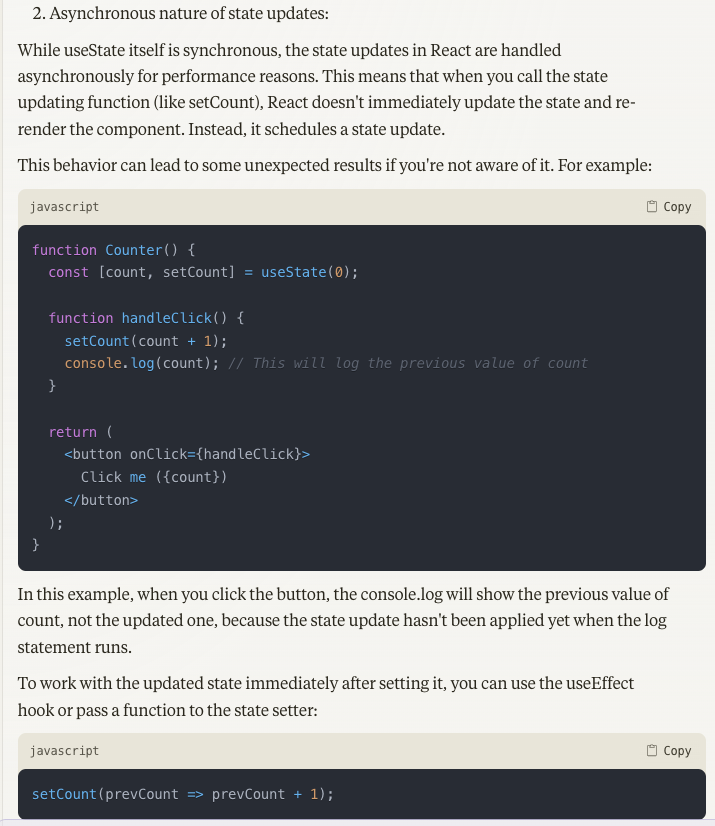 2. Asynchronous nature of state updates:
While useState itself is synchronous, the state updates in React are handled
asynchronously for performance reasons. This means that when you call the state
updating function (like setCount), React doesn't immediately update the state and re-
render the component. Instead, it schedules a state update.
This behavior can lead to some unexpected results if you're not aware of it. For example:
javascript Copy
function Counter() {
  const [count, setCount] = useState(0);

  function handleClick() {
    setCount(count + 1);
    console.log(count); // This will log the previous value of count
  }

  return (
    <button onClick={handleClick}>
      Click me ({count})
    </button>
  );
}
In this example, when you click the button, the console.log will show the previous value of
count, not the updated one, because the state update hasn't been applied yet when the log
statement runs.
To work with the updated state immediately after setting it, you can use the useEffect
hook or pass a function to the state setter:
javascript Copy
setCount(prevCount => prevCount + 1);